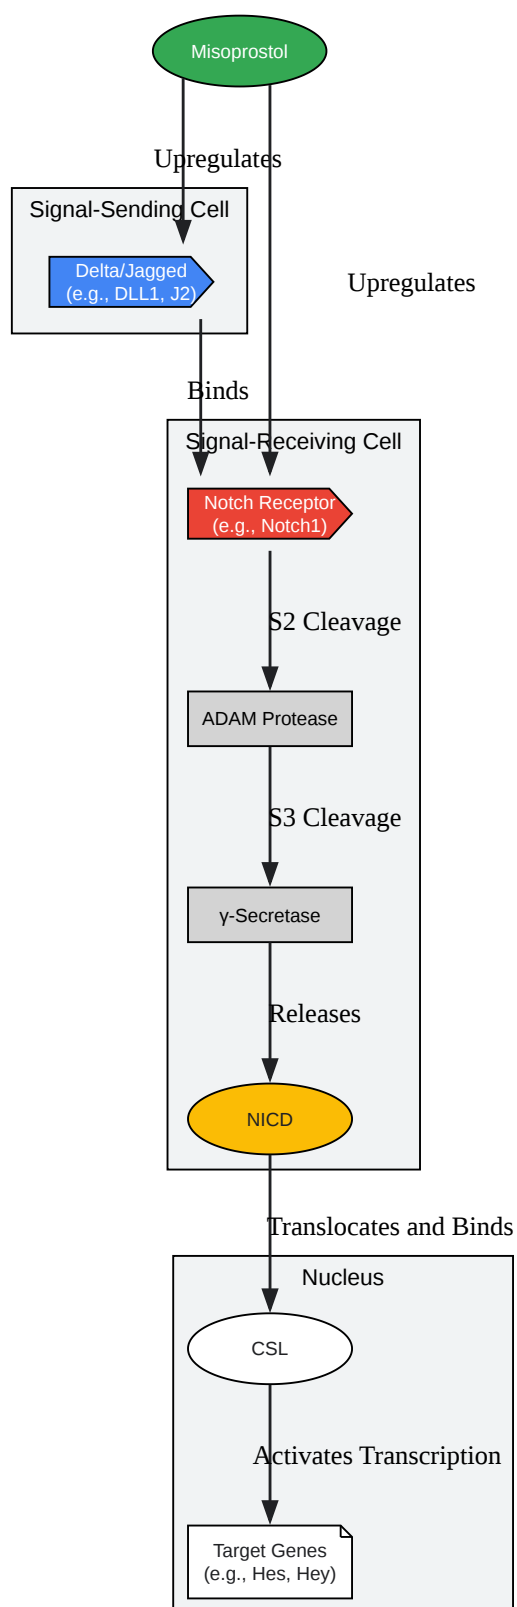 Misoprostol
Upregulates
Signal-Sending Cell
Delta/Jagged
(e.g., DLL1, J2)
Upregulates
Binds
Signal-Receiving Cell
Notch Receptor
(e.g., Notch1)
S2 Cleavage
ADAM Protease
S3 Cleavage
γ-Secretase
Releases
NICD
Translocates and Binds
Nucleus
CSL
Activates Transcription
Target Genes
(e.g., Hes, Hey)